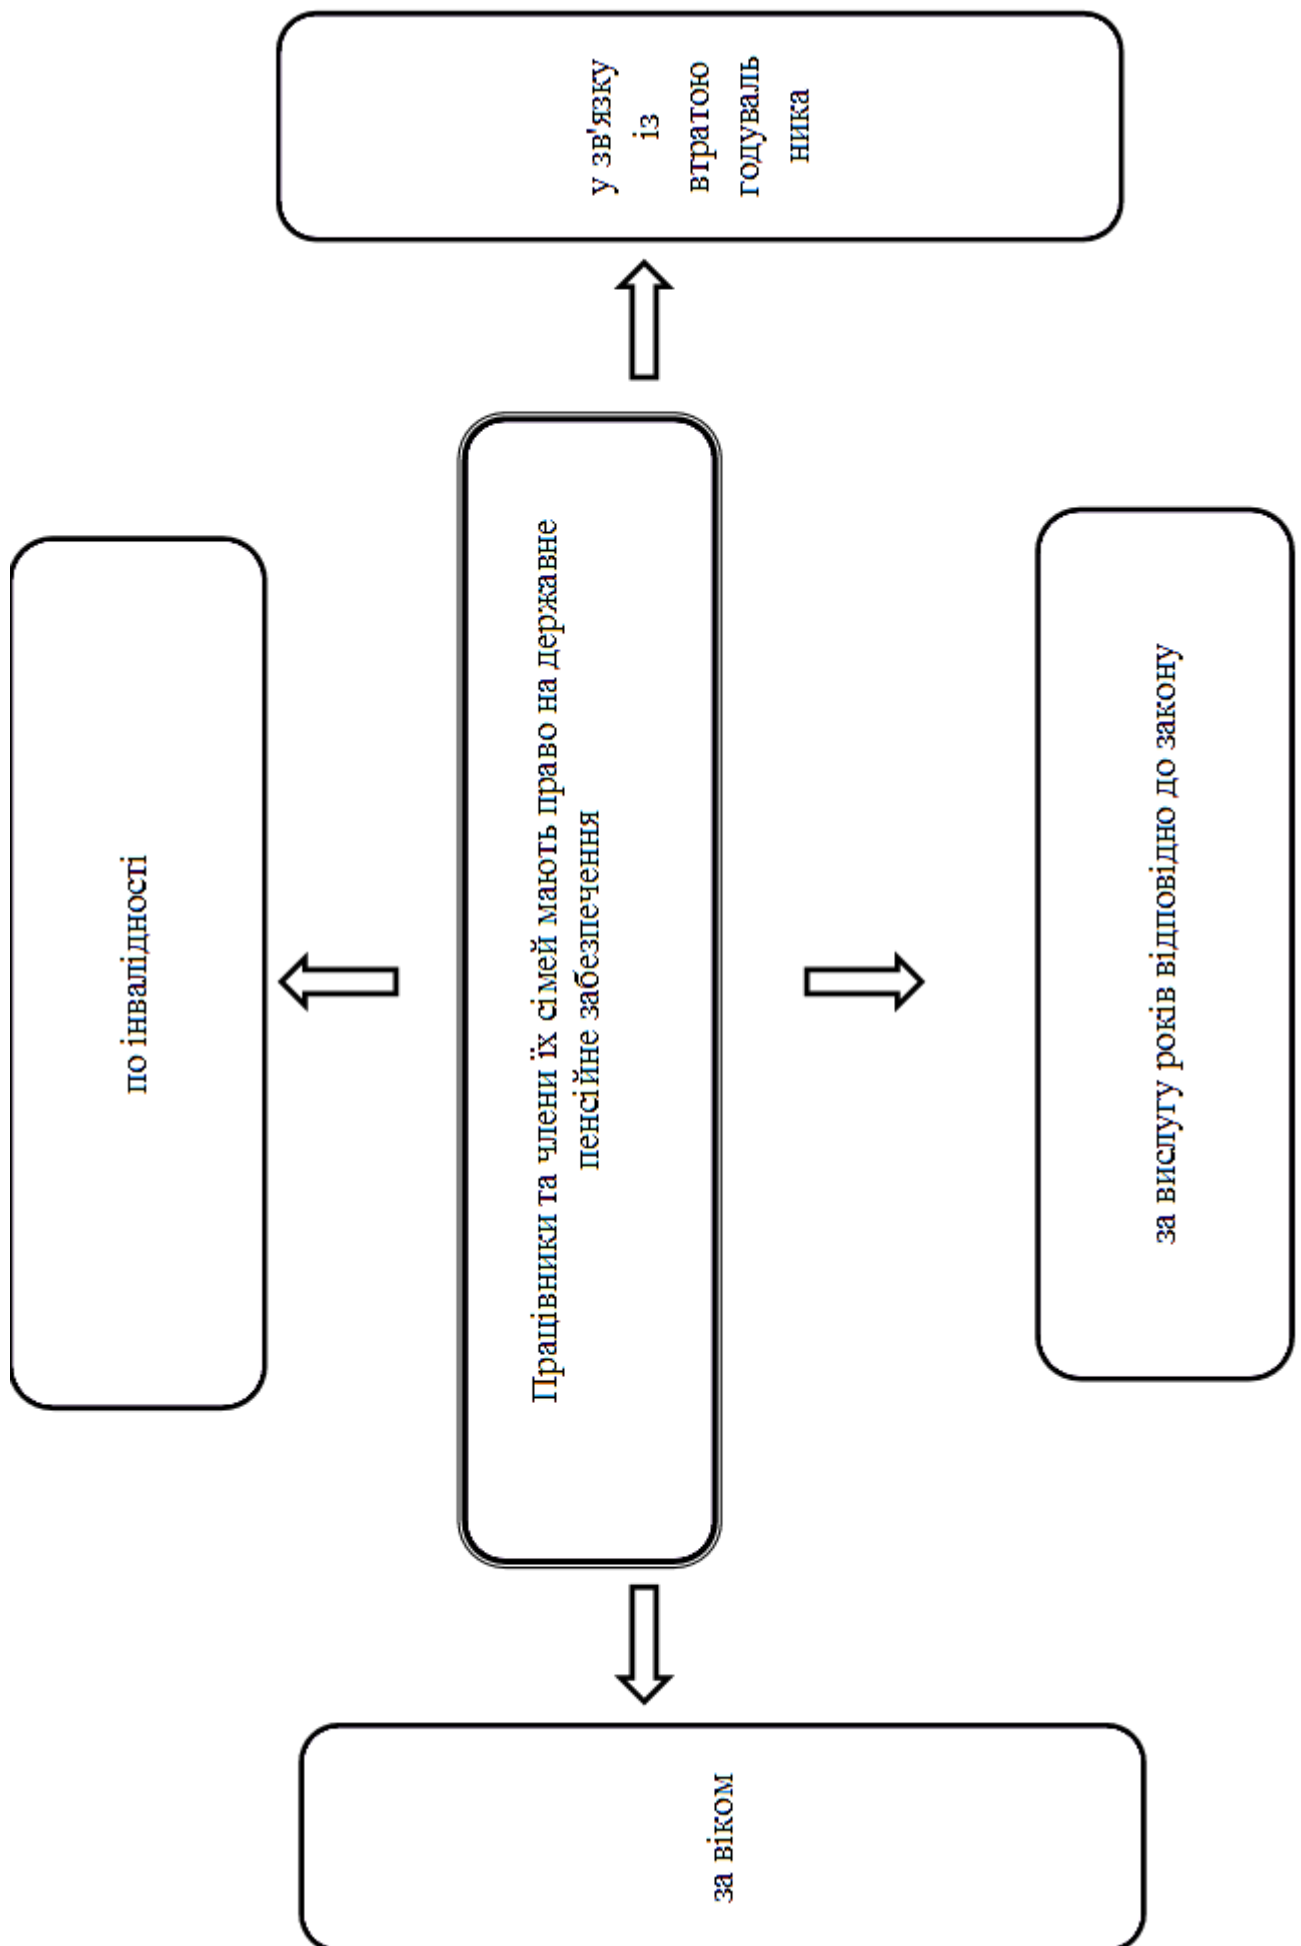 по інвалідності
за віком
Працівники та члени їх сімей мають право на державне
пенсійне забезпечення
у зв'язку
із
втратою
годуваль
ника
за вислугу років відповідно до закону